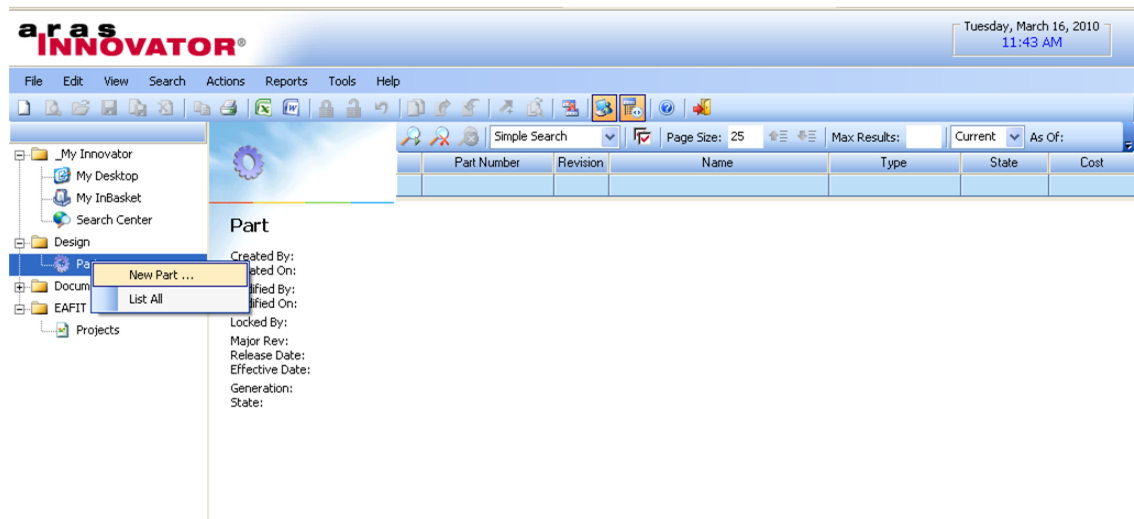 aras
INNOVATOR®
Tuesday, March 16, 2010
11:43 AM
File Edit View Search Actions Reports Tools Help
Simple Search Page Size: 25 Max Results: Current As Of:
Part Number Revision Name Type State Cost
_My Innovator
My Desktop
My InBasket
Search Center
Design
New Part ...
List All
EAFIT
Projects
Part
Created By:
Locked By:
Major Rev:
Release Date:
Effective Date:
Generation:
State: